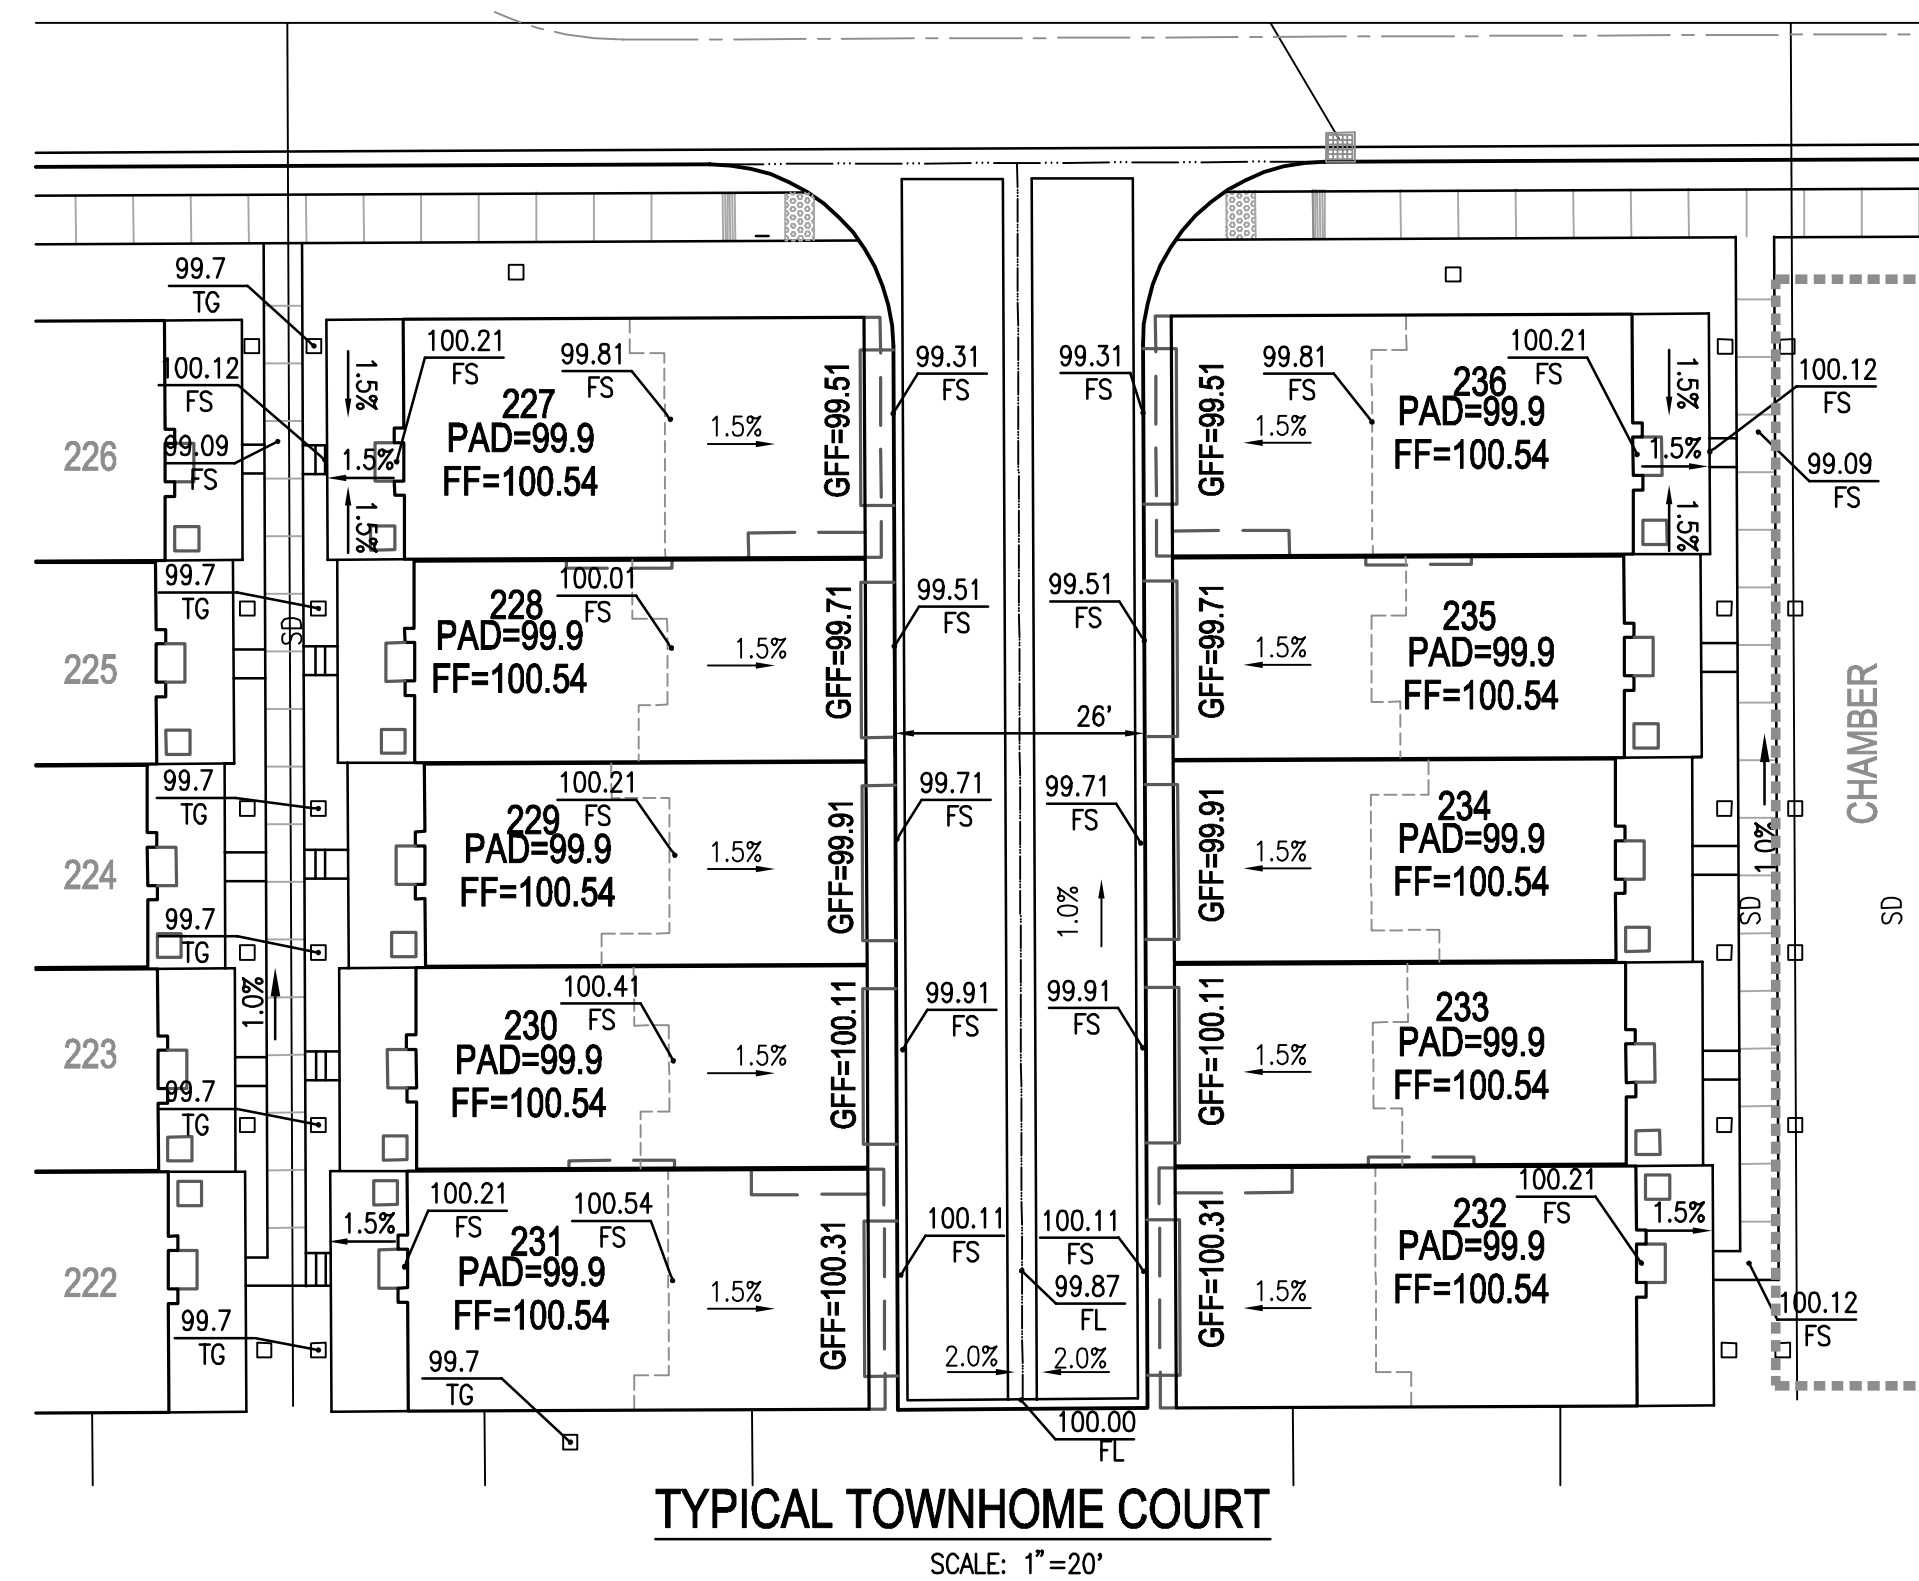 99.7
TG
100.12
FS
99.09
FS
226
1.5%
1.5%
1.5%
100.21
FS
227
PAD=99.9
FF=100.54
99.81
FS
1.5%
GFF=99.51
99.31
FS
99.31
FS
GFF=99.51
1.5%
99.81
FS
236
PAD=99.9
FF=100.54
100.21
FS
1.5%
1.5%
1.5%
100.12
FS
99.09
FS
225
99.7
TG
SD
228
PAD=99.9
FF=100.54
100.01
FS
1.5%
GFF=99.71
99.51
FS
99.51
FS
GFF=99.71
1.5%
235
PAD=99.9
FF=100.54
26'
CHAMBER
224
99.7
TG
99.7
TG
229
PAD=99.9
FF=100.54
100.21
FS
1.5%
GFF=99.91
99.71
FS
99.71
FS
1.0%
GFF=99.91
1.5%
234
PAD=99.9
FF=100.54
1.0%
SD
SD
223
1.0%
99.7
TG
230
PAD=99.9
FF=100.54
100.41
FS
1.5%
GFF=100.11
99.91
FS
99.91
FS
GFF=100.11
1.5%
233
PAD=99.9
FF=100.54
222
99.7
TG
1.5%
100.21
FS
231
PAD=99.9
FF=100.54
100.54
FS
1.5%
GFF=100.31
100.11
FS
100.11
FS
99.87
FL
2.0%
2.0%
GFF=100.31
1.5%
232
PAD=99.9
FF=100.54
100.21
FS
1.5%
100.12
FS
99.7
TG
100.00
FL
TYPICAL TOWNHOME COURT
SCALE: 1"=20'